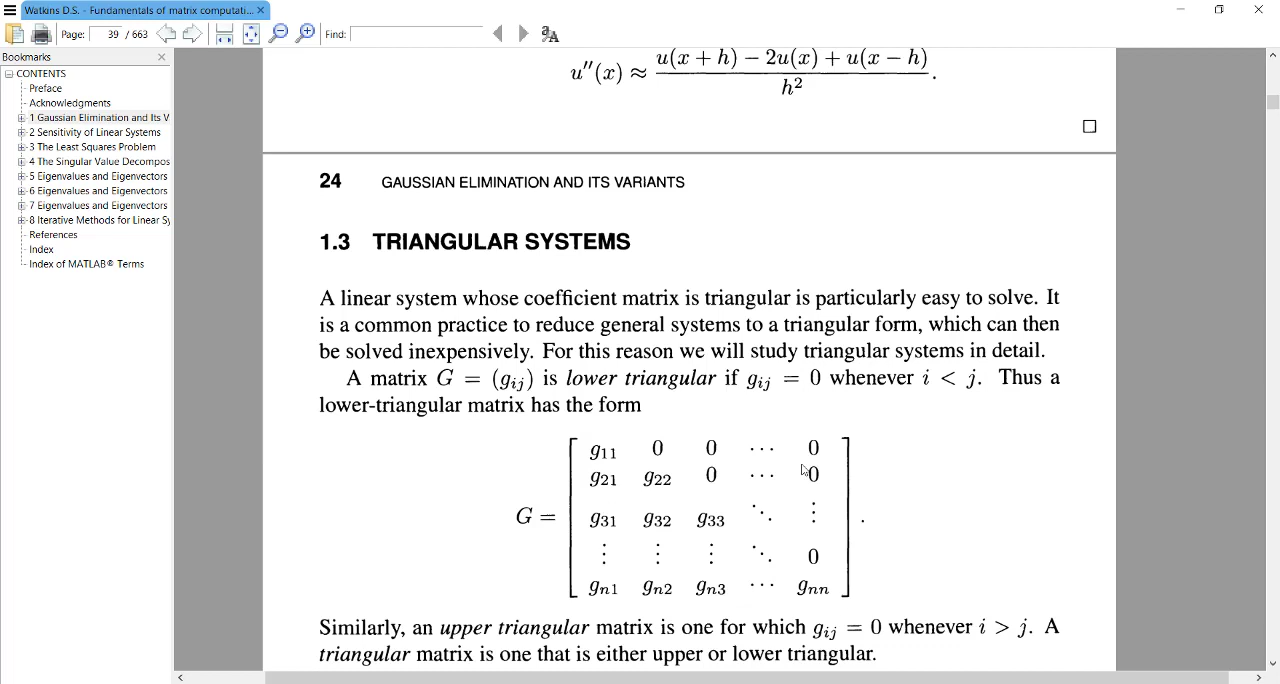 Watkins D.S. - Fundamentals of matrix computati...
Page: 39 / 663 Find:
Bookmarks
CONTENTS
Preface
Acknowledgments
1 Gaussian Elimination and Its V
2 Sensitivity of Linear Systems
3 The Least Squares Problem
4 The Singular Value Decompos
5 Eigenvalues and Eigenvectors
6 Eigenvalues and Eigenvectors
7 Eigenvalues and Eigenvectors
8 Iterative Methods for Linear Sy
References
Index
Index of MATLAB® Terms
u''(x) ≈ u(x + h) − 2u(x) + u(x − h)
h²
.
24 GAUSSIAN ELIMINATION AND ITS VARIANTS
1.3 TRIANGULAR SYSTEMS
A linear system whose coefficient matrix is triangular is particularly easy to solve. It
is a common practice to reduce general systems to a triangular form, which can then
be solved inexpensively. For this reason we will study triangular systems in detail.
A matrix G = (gij) is lower triangular if gij = 0 whenever i < j. Thus a
lower-triangular matrix has the form
g11 0 0 ⋯ 0
g21 g22 0 ⋯ 0
G = g31 g32 g33 ⋱ ⋮ .
⋮ ⋮ ⋮ ⋱ 0
gn1 gn2 gn3 ⋯ gnn
Similarly, an upper triangular matrix is one for which gij = 0 whenever i > j. A
triangular matrix is one that is either upper or lower triangular.